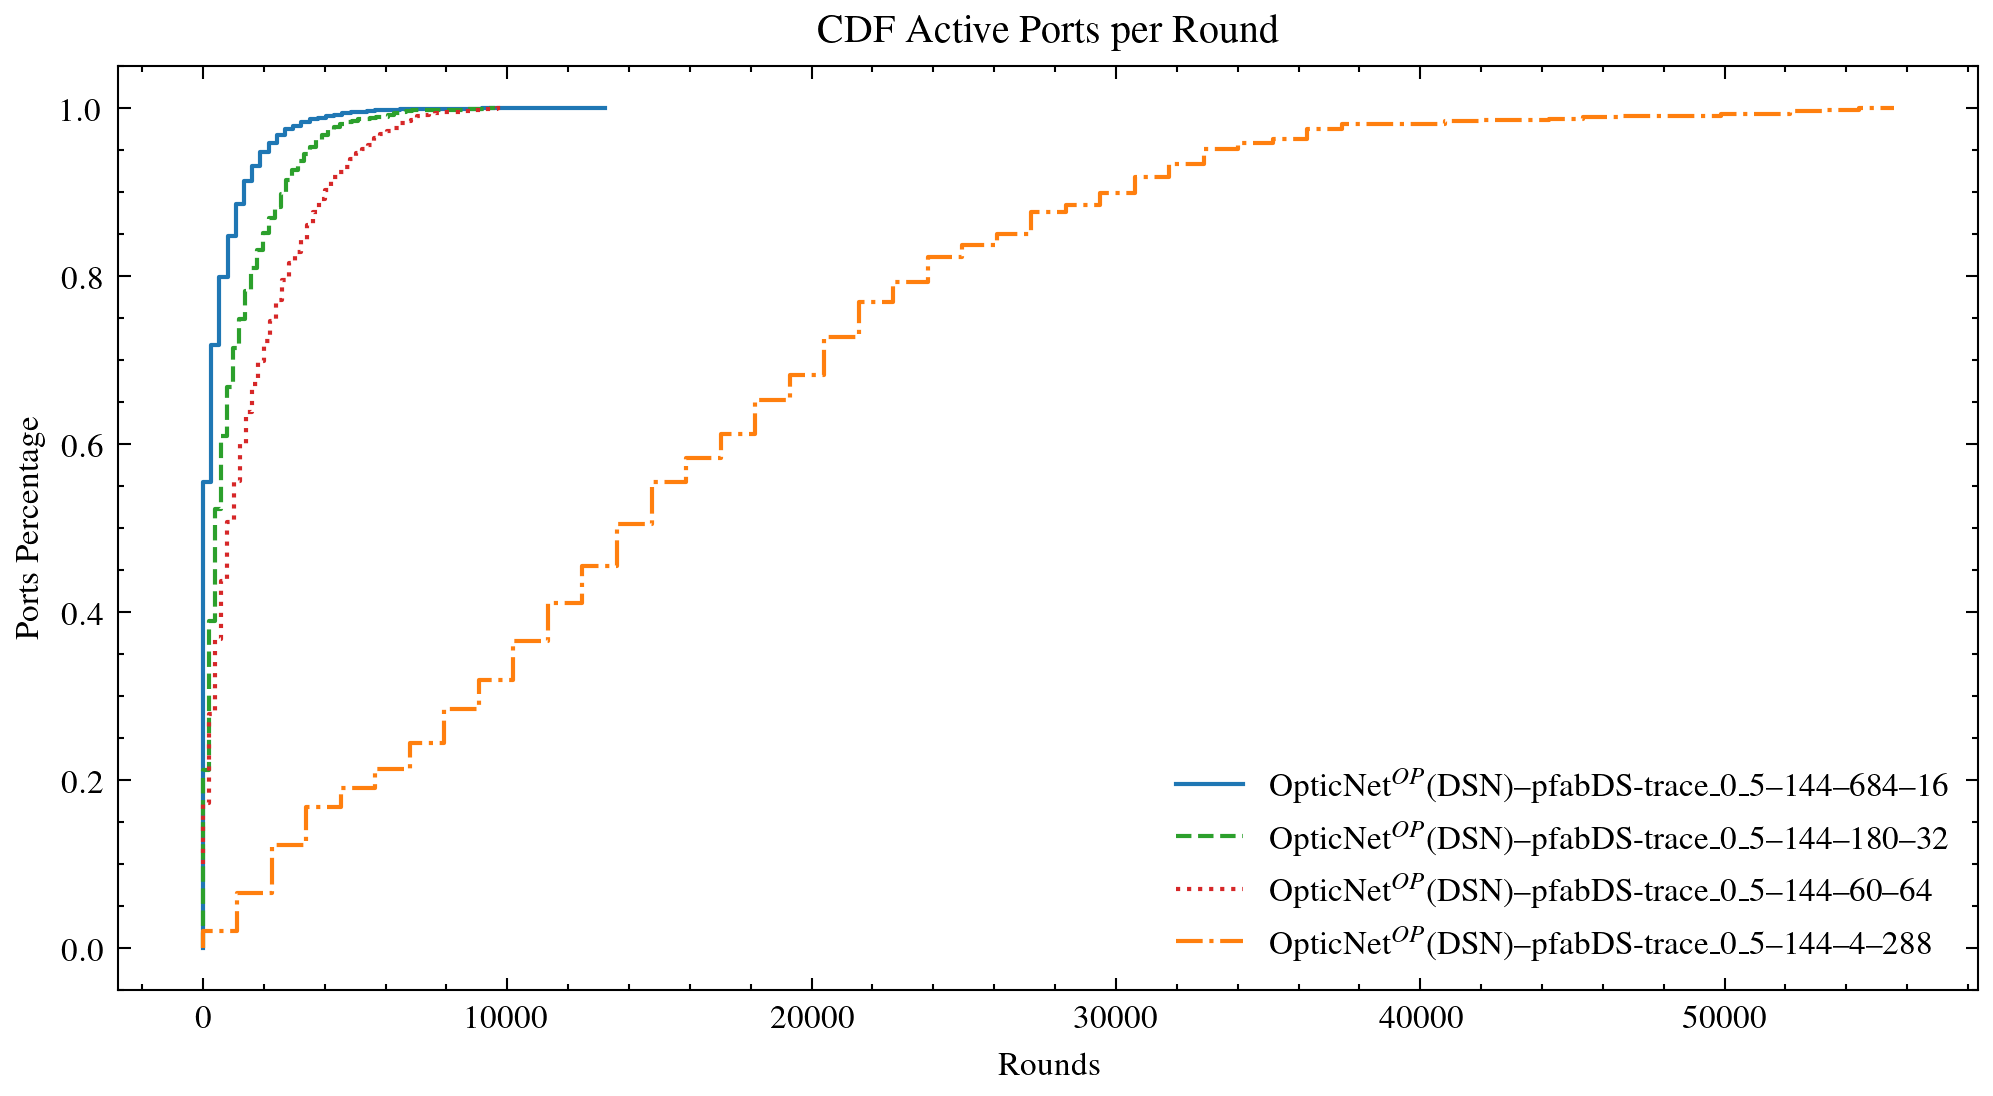 CDF Active Ports per Round
1.0
0.8
0.6
0.4
0.2
0.0
Ports Percentage
OpticNet^OP(DSN)–pfabDS-trace_0_5–144–684–16
OpticNet^OP(DSN)–pfabDS-trace_0_5–144–180–32
OpticNet^OP(DSN)–pfabDS-trace_0_5–144–60–64
OpticNet^OP(DSN)–pfabDS-trace_0_5–144–4–288
0 10000 20000 30000 40000 50000
Rounds